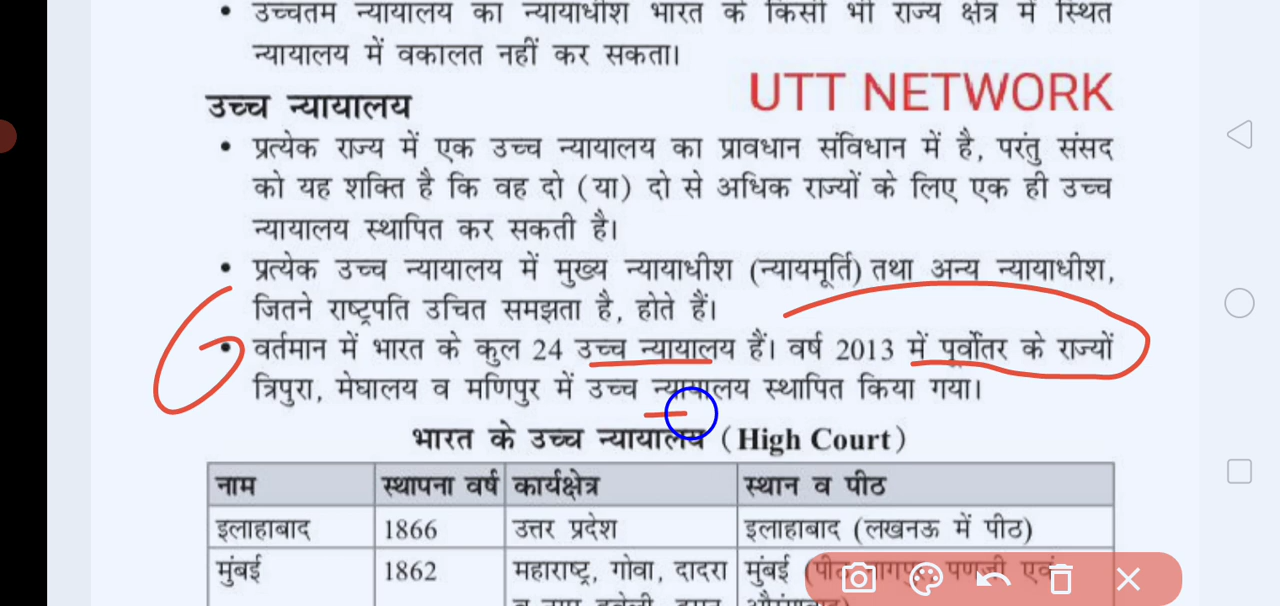 उच्चतम न्यायालय का न्यायाधीश भारत के किसी भी राज्य क्षेत्र में स्थित
न्यायालय में वकालत नहीं कर सकता।
UTT NETWORK
उच्च न्यायालय
प्रत्येक राज्य में एक उच्च न्यायालय का प्रावधान संविधान में है, परंतु संसद
को यह शक्ति है कि वह दो (या) दो से अधिक राज्यों के लिए एक ही उच्च
न्यायालय स्थापित कर सकती है।
प्रत्येक उच्च न्यायालय में मुख्य न्यायाधीश (न्यायमूर्ति) तथा अन्य न्यायाधीश,
जितने राष्ट्रपति उचित समझता है, होते हैं।
वर्तमान में भारत के कुल 24 उच्च न्यायालय हैं। वर्ष 2013 में पूर्वोतर के राज्यों
त्रिपुरा, मेघालय व मणिपुर में उच्च न्यायालय स्थापित किया गया।
भारत के उच्च न्यायालय (High Court)
नाम स्थापना वर्ष कार्यक्षेत्र स्थान व पीठ
इलाहाबाद 1866 उत्तर प्रदेश इलाहाबाद (लखनऊ में पीठ)
मुंबई 1862 महाराष्ट्र, गोवा, दादरा मुंबई (पीठ नागपुर, पणजी एवं